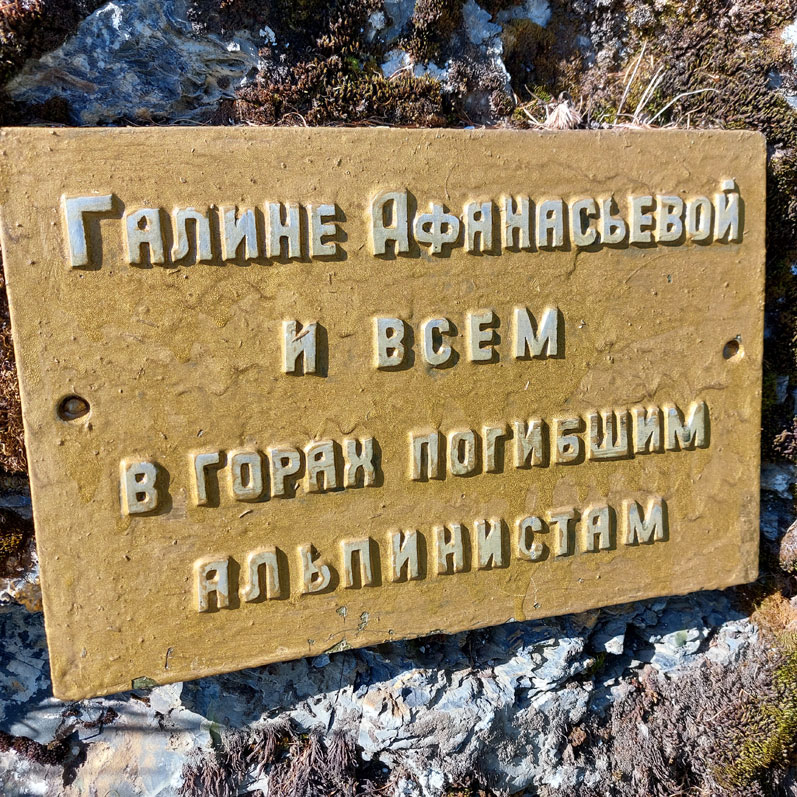 Галине Афанасьевой
и всем
в горах погибшим
альпинистам